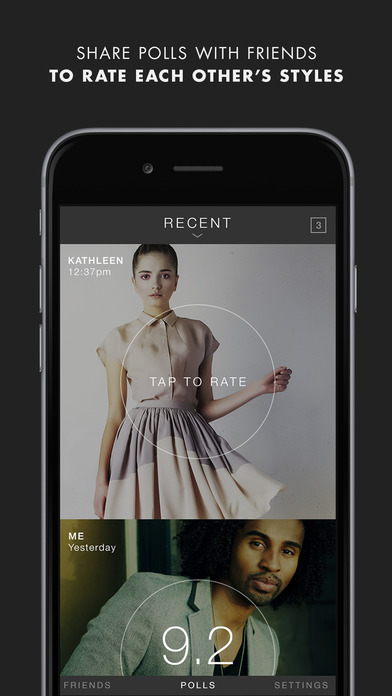 SHARE POLLS WITH FRIENDS
TO RATE EACH OTHER’S STYLES
RECENT
3
KATHLEEN
12:37pm
TAP TO RATE
ME
Yesterday
9.2
FRIENDS
POLLS
SETTINGS